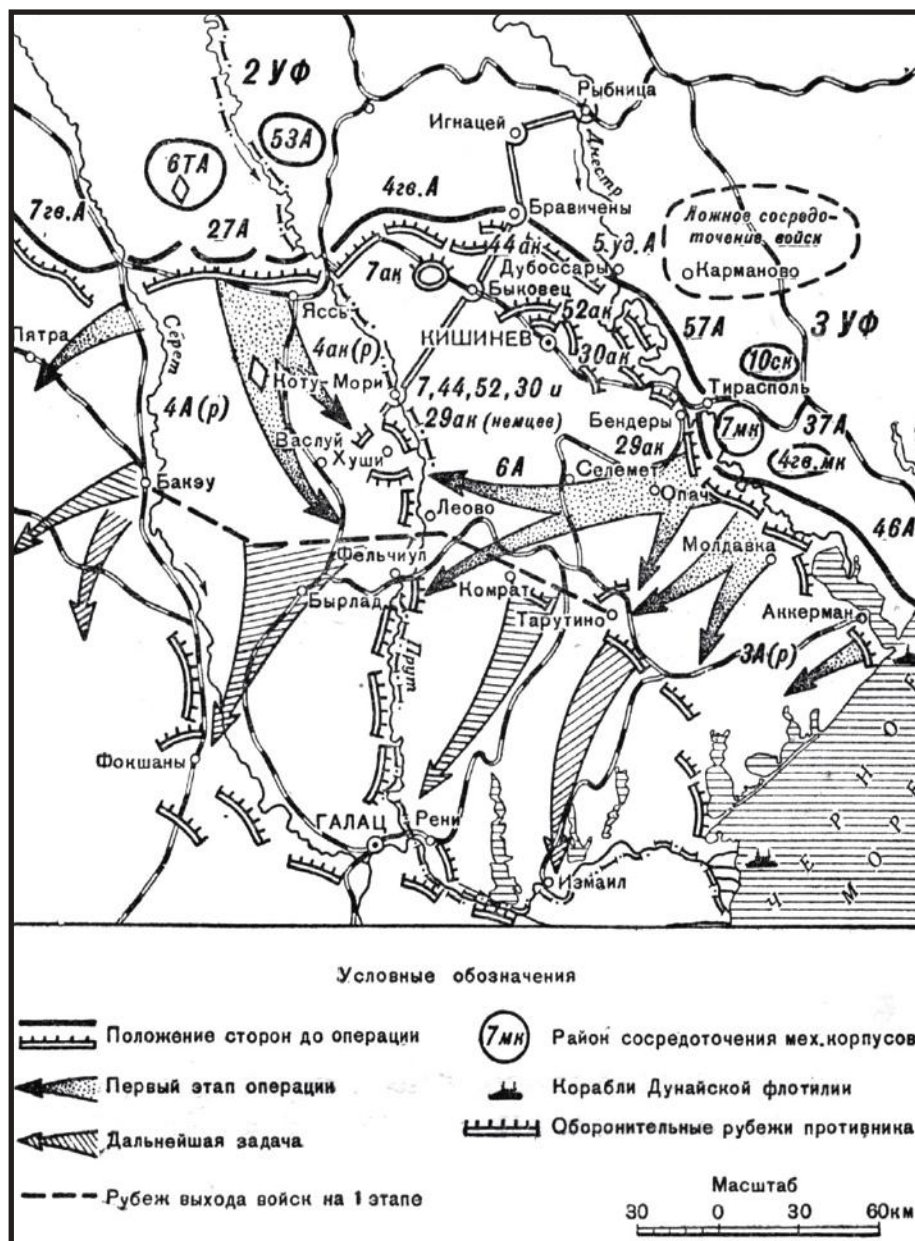 2 УФ
Рыбница
53А
Игнацей
6ТА
Днестр
4гв.А
7гв.А
27А
Бравичены
Ложное сосредо-
точение войск
44ак
5.уд.А
7ак
Дубоссары
Карманово
Быковец
Яссы
52ак
57А
3 УФ
Пятра
Серет
КИШИНЕВ
4ак(р)
30ак
10ск
Коту-Мори
7,44,52,30 и
29ак (немцев)
Тирасполь
4А(р)
Бендеры
7мк
37А
Васлуй
29ак
Хуши
6А
Селемет
4гв.мк
Бакэу
Опач
Леово
46А
Молдавка
Фельчиул
Бырлад
Комрат
Тарутино
Аккерман
3А(р)
Прут
Фокшаны
ГАЛАЦ
Рени
Измаил
ЧЕРНОЕ
МОРЕ
Условные обозначения
Положение сторон до операции
7мк
Район сосредоточения мех.корпусов
Первый этап операции
Корабли Дунайской флотилии
Дальнейшая задача
Оборонительные рубежи противника
Рубеж выхода войск на 1 этапе
Масштаб
30 0 30 60км